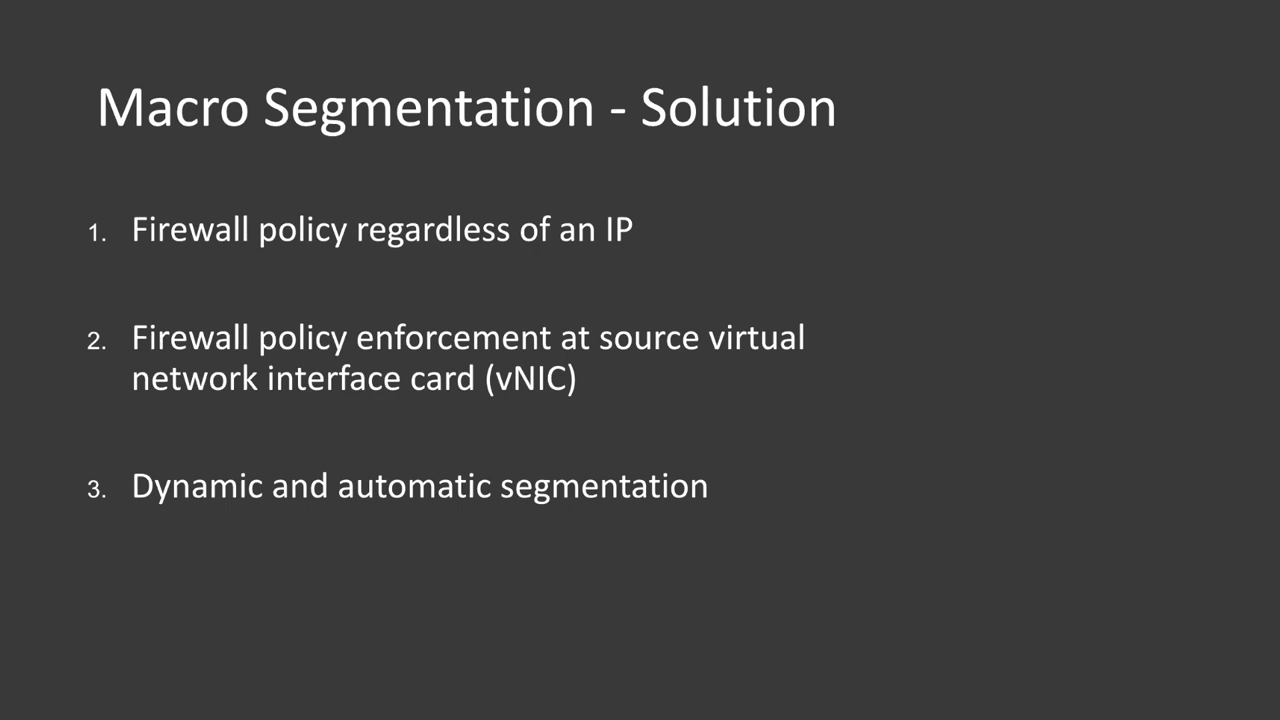 Macro Segmentation - Solution
1. Firewall policy regardless of an IP
2. Firewall policy enforcement at source virtual
network interface card (vNIC)
3. Dynamic and automatic segmentation